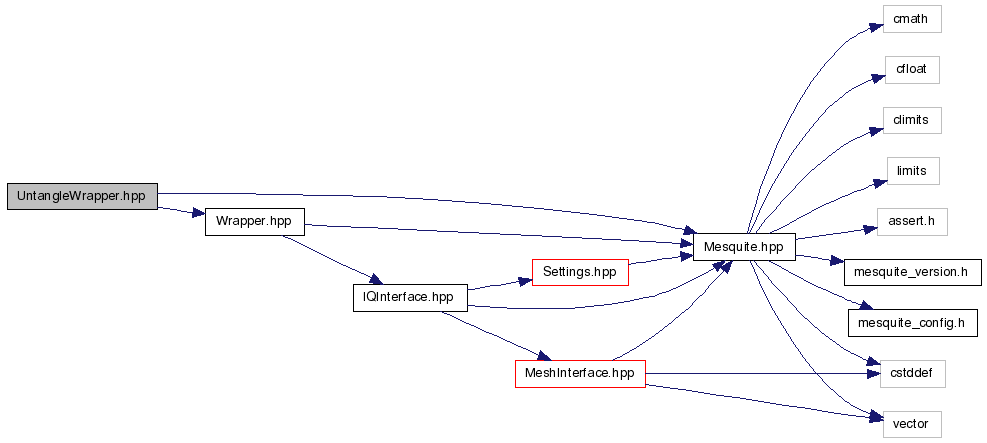 cmath
cfloat
climits
limits
UntangleWrapper.hpp
Wrapper.hpp
assert.h
Mesquite.hpp
Settings.hpp
mesquite_version.h
IQInterface.hpp
mesquite_config.h
MeshInterface.hpp
cstddef
vector